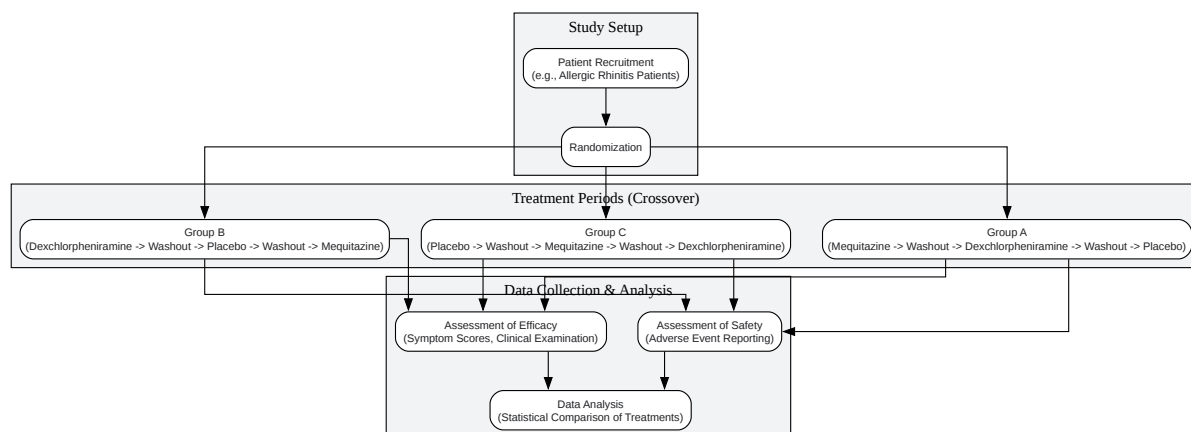 Study Setup
Patient Recruitment
(e.g., Allergic Rhinitis Patients)
Randomization
Treatment Periods (Crossover)
Group B
(Dexchlorpheniramine -> Washout -> Placebo -> Washout -> Mequitazine)
Group C
(Placebo -> Washout -> Mequitazine -> Washout -> Dexchlorpheniramine)
Group A
(Mequitazine -> Washout -> Dexchlorpheniramine -> Washout -> Placebo)
Data Collection & Analysis
Assessment of Efficacy
(Symptom Scores, Clinical Examination)
Assessment of Safety
(Adverse Event Reporting)
Data Analysis
(Statistical Comparison of Treatments)